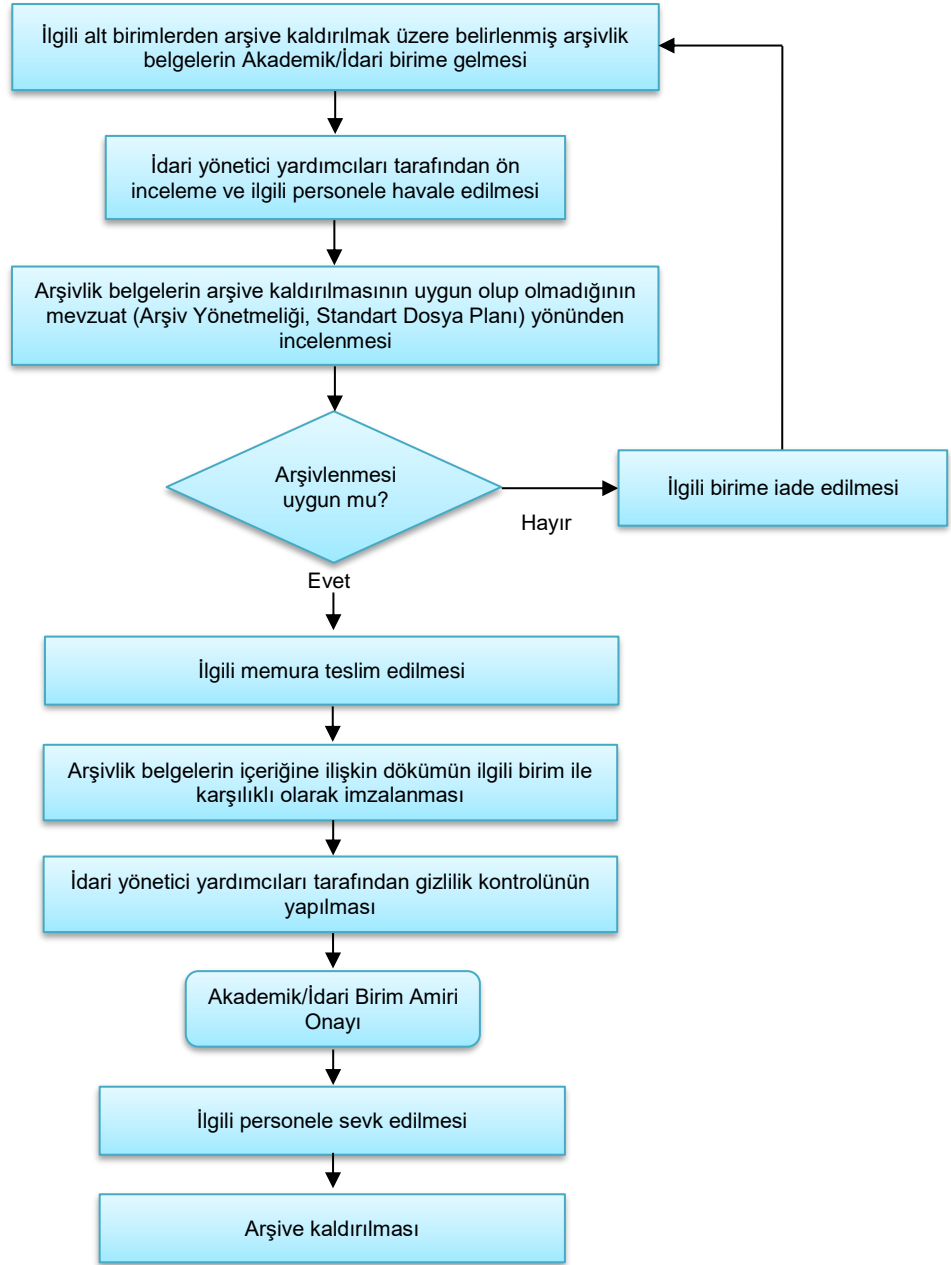 İlgili alt birimlerden arşive kaldırılmak üzere belirlenmiş arşivlik
belgelerin Akademik/İdari birime gelmesi
İdari yönetici yardımcıları tarafından ön
inceleme ve ilgili personele havale edilmesi
Arşivlik belgelerin arşive kaldırılmasının uygun olup olmadığının
mevzuat (Arşiv Yönetmeliği, Standart Dosya Planı) yönünden
incelenmesi
Arşivlenmesi
uygun mu?
Hayır
İlgili birime iade edilmesi
Evet
İlgili memura teslim edilmesi
Arşivlik belgelerin içeriğine ilişkin dökümün ilgili birim ile
karşılıklı olarak imzalanması
İdari yönetici yardımcıları tarafından gizlilik kontrolünün
yapılması
Akademik/İdari Birim Amiri
Onayı
İlgili personele sevk edilmesi
Arşive kaldırılması